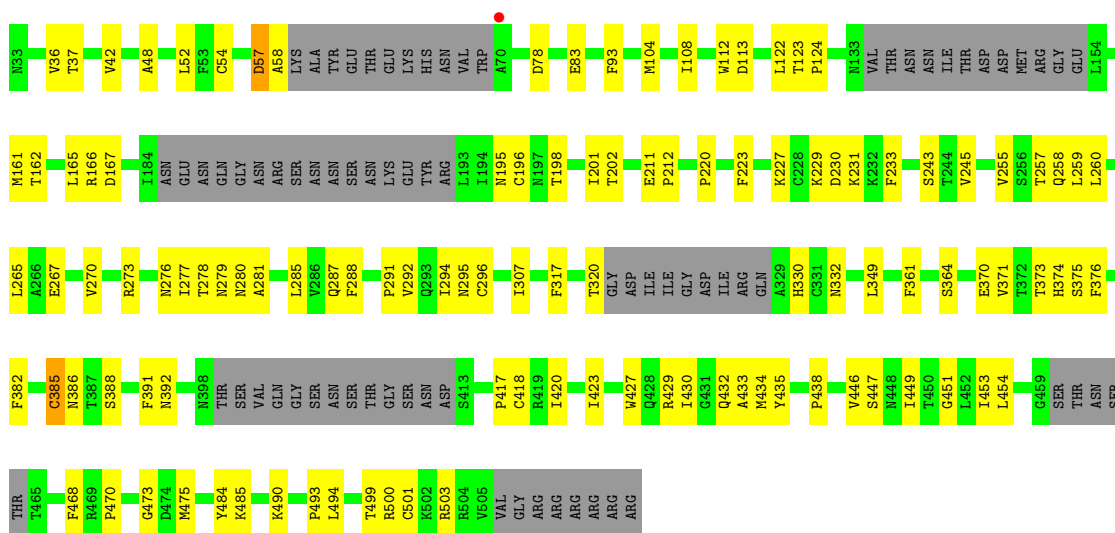 N33 V36 T37 V42 A48 L52 F53 C54 D57 A58 LYS ALA TYR GLU THR GLU LYS HIS ASN VAL TRP A70 D78 E83 F93 M104 I108 W112 D113 L122 T123 P124 N133 VAL THR ASN ASN ILE THR ASP ASP MET ARG GLY GLU L154
M161 T162 L165 R166 D167 I184 ASN GLU ASN GLN GLY ASN ARG SER ASN ASN SER ASN LYS GLU TYR ARG L193 I194 N195 C196 N197 T198 I201 T202 E211 P212 P220 F223 K227 C228 K229 D230 K231 K232 F233 S243 T244 V245 V255 S256 T257 Q258 L259 L260
L265 A266 E267 V270 R273 N276 I277 T278 N279 N280 A281 L285 V286 Q287 F288 P291 V292 Q293 I294 N295 C296 I307 F317 T320 GLY ASP ILE ILE GLY ASP ILE ARG GLN A329 H330 C331 N332 L349 F361 S364 E370 V371 T372 T373 H374 S375 F376
F382 C385 N386 T387 S388 F391 N392 N398 THR SER VAL GLN GLY SER ASN THR GLY SER ASN ASP S413 P417 C418 R419 I420 I423 W427 Q428 R429 I430 G431 Q432 A433 M434 Y435 P438 V446 S447 N448 I449 T450 G451 L452 I453 L454 G459 SER THR ASN SER
THR T465 F468 R469 P470 G473 D474 M475 Y484 K485 K490 P493 L494 T499 R500 C501 K502 R503 R504 V505 VAL GLY ARG ARG ARG ARG ARG ARG